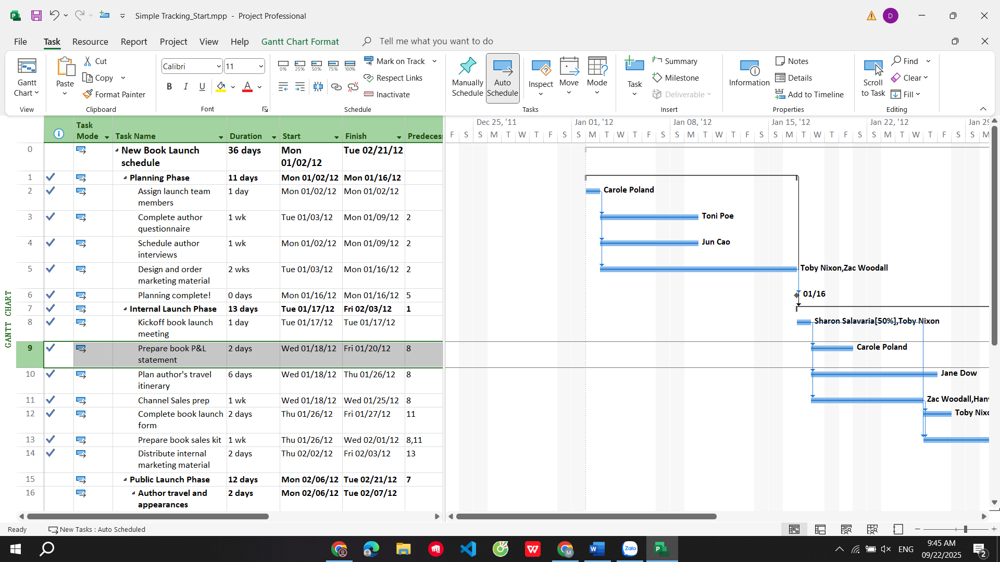 Simple Tracking_Start.mpp - Project Professional
D
File Task Resource Report Project View Help Gantt Chart Format Tell me what you want to do
Gantt Chart
View
Paste
Cut
Copy
Format Painter
Clipboard
Calibri 11
B I U A
Font
0% 25% 50% 75% 100%
Mark on Track
Respect Links
Inactivate
Schedule
Manually Schedule
Auto Schedule
Inspect
Move
Mode
Tasks
Task
Summary
Milestone
Deliverable
Insert
Information
Notes
Details
Add to Timeline
Properties
Scroll to Task
Find
Clear
Fill
Editing
Task Mode Task Name Duration Start Finish Predecess
Dec 25, '11 Jan 01, '12 Jan 08, '12 Jan 15, '12 Jan 22, '12 Jan 29
F S S M T W T F S S M T W T F S S M T W T F S S M T W T F S S M T W T F S S M
0 New Book Launch schedule 36 days Mon 01/02/12 Tue 02/21/12
1 Planning Phase 11 days Mon 01/02/12 Mon 01/16/12
2 Assign launch team members 1 day Mon 01/02/12 Mon 01/02/12
3 Complete author questionnaire 1 wk Tue 01/03/12 Mon 01/09/12 2
4 Schedule author interviews 1 wk Mon 01/02/12 Mon 01/09/12 2
5 Design and order marketing material 2 wks Tue 01/03/12 Mon 01/16/12 2
6 Planning complete! 0 days Mon 01/16/12 Mon 01/16/12 5
7 Internal Launch Phase 13 days Tue 01/17/12 Fri 02/03/12 1
8 Kickoff book launch meeting 1 day Tue 01/17/12 Tue 01/17/12
9 Prepare book P&L statement 2 days Wed 01/18/12 Fri 01/20/12 8
10 Plan author's travel itinerary 6 days Wed 01/18/12 Thu 01/26/12 8
11 Channel Sales prep 1 wk Wed 01/18/12 Wed 01/25/12 8
12 Complete book launch form 2 days Thu 01/26/12 Fri 01/27/12 11
13 Prepare book sales kit 1 wk Thu 01/26/12 Wed 02/01/12 8,11
14 Distribute internal marketing material 2 days Thu 02/02/12 Fri 02/03/12 13
15 Public Launch Phase 12 days Mon 02/06/12 Tue 02/21/12 7
16 Author travel and appearances 2 days Mon 02/06/12 Tue 02/07/12
GANTT CHART
Carole Poland
Toni Poe
Jun Cao
Toby Nixon,Zac Woodall
01/16
Sharon Salavaria[50%],Toby Nixon
Carole Poland
Jane Dow
Zac Woodall,Han
Toby Nixo
Ready New Tasks : Auto Scheduled
Zalo
ENG
9:45 AM
09/22/2025
2